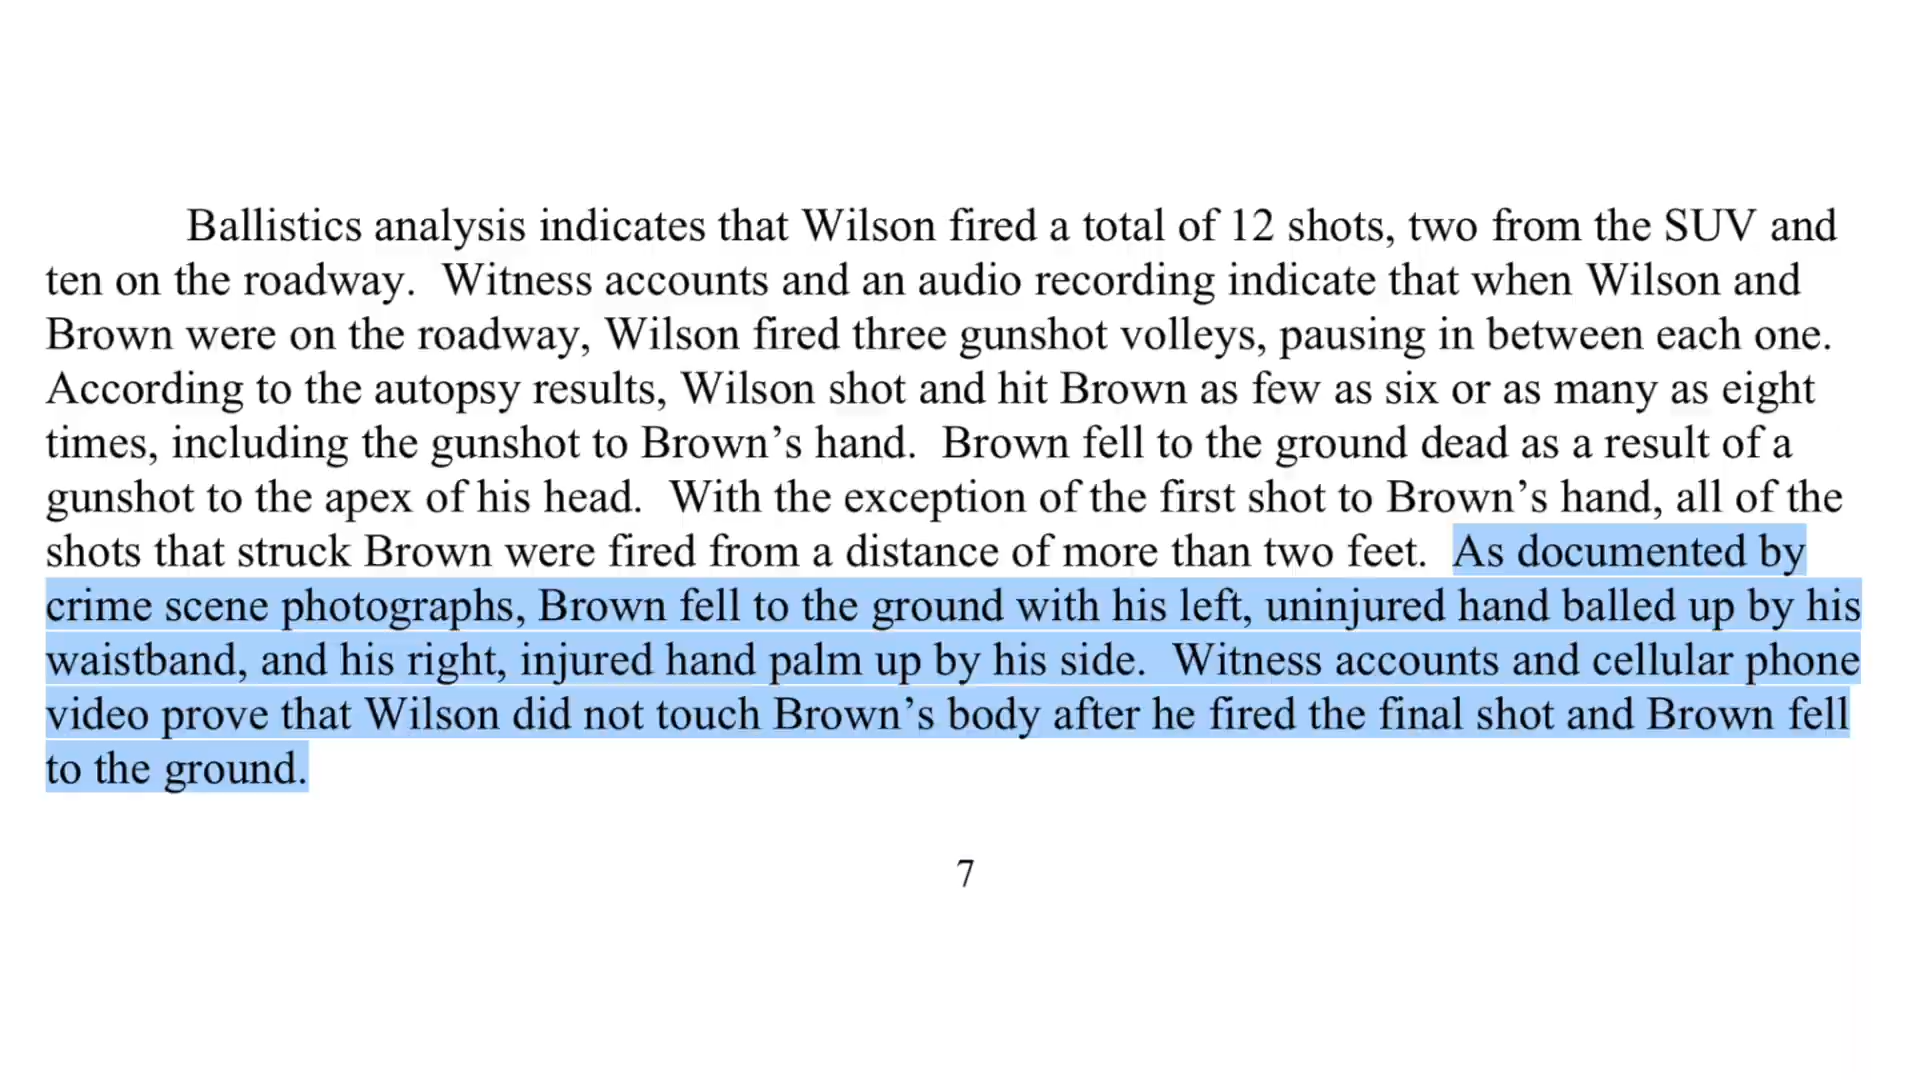 Ballistics analysis indicates that Wilson fired a total of 12 shots, two from the SUV and
ten on the roadway.  Witness accounts and an audio recording indicate that when Wilson and
Brown were on the roadway, Wilson fired three gunshot volleys, pausing in between each one.
According to the autopsy results, Wilson shot and hit Brown as few as six or as many as eight
times, including the gunshot to Brown’s hand.  Brown fell to the ground dead as a result of a
gunshot to the apex of his head.  With the exception of the first shot to Brown’s hand, all of the
shots that struck Brown were fired from a distance of more than two feet.  As documented by
crime scene photographs, Brown fell to the ground with his left, uninjured hand balled up by his
waistband, and his right, injured hand palm up by his side.  Witness accounts and cellular phone
video prove that Wilson did not touch Brown’s body after he fired the final shot and Brown fell
to the ground.
7